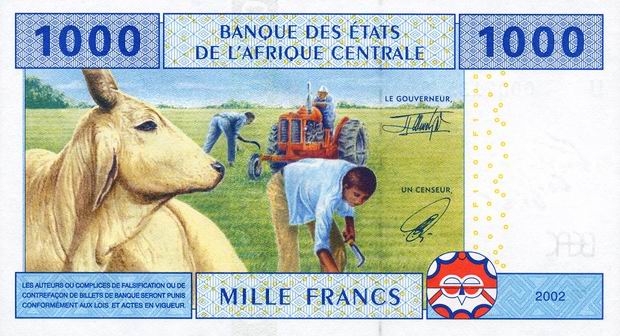 1000
BANQUE DES ÉTATS
DE L'AFRIQUE CENTRALE
1000
LE GOUVERNEUR,
UN CENSEUR,
LES AUTEURS OU COMPLICES DE FALSIFICATION OU DE
CONTREFAÇON DE BILLETS DE BANQUE SERONT PUNIS
CONFORMÉMENT AUX LOIS ET ACTES EN VIGUEUR.
MILLE FRANCS
2002